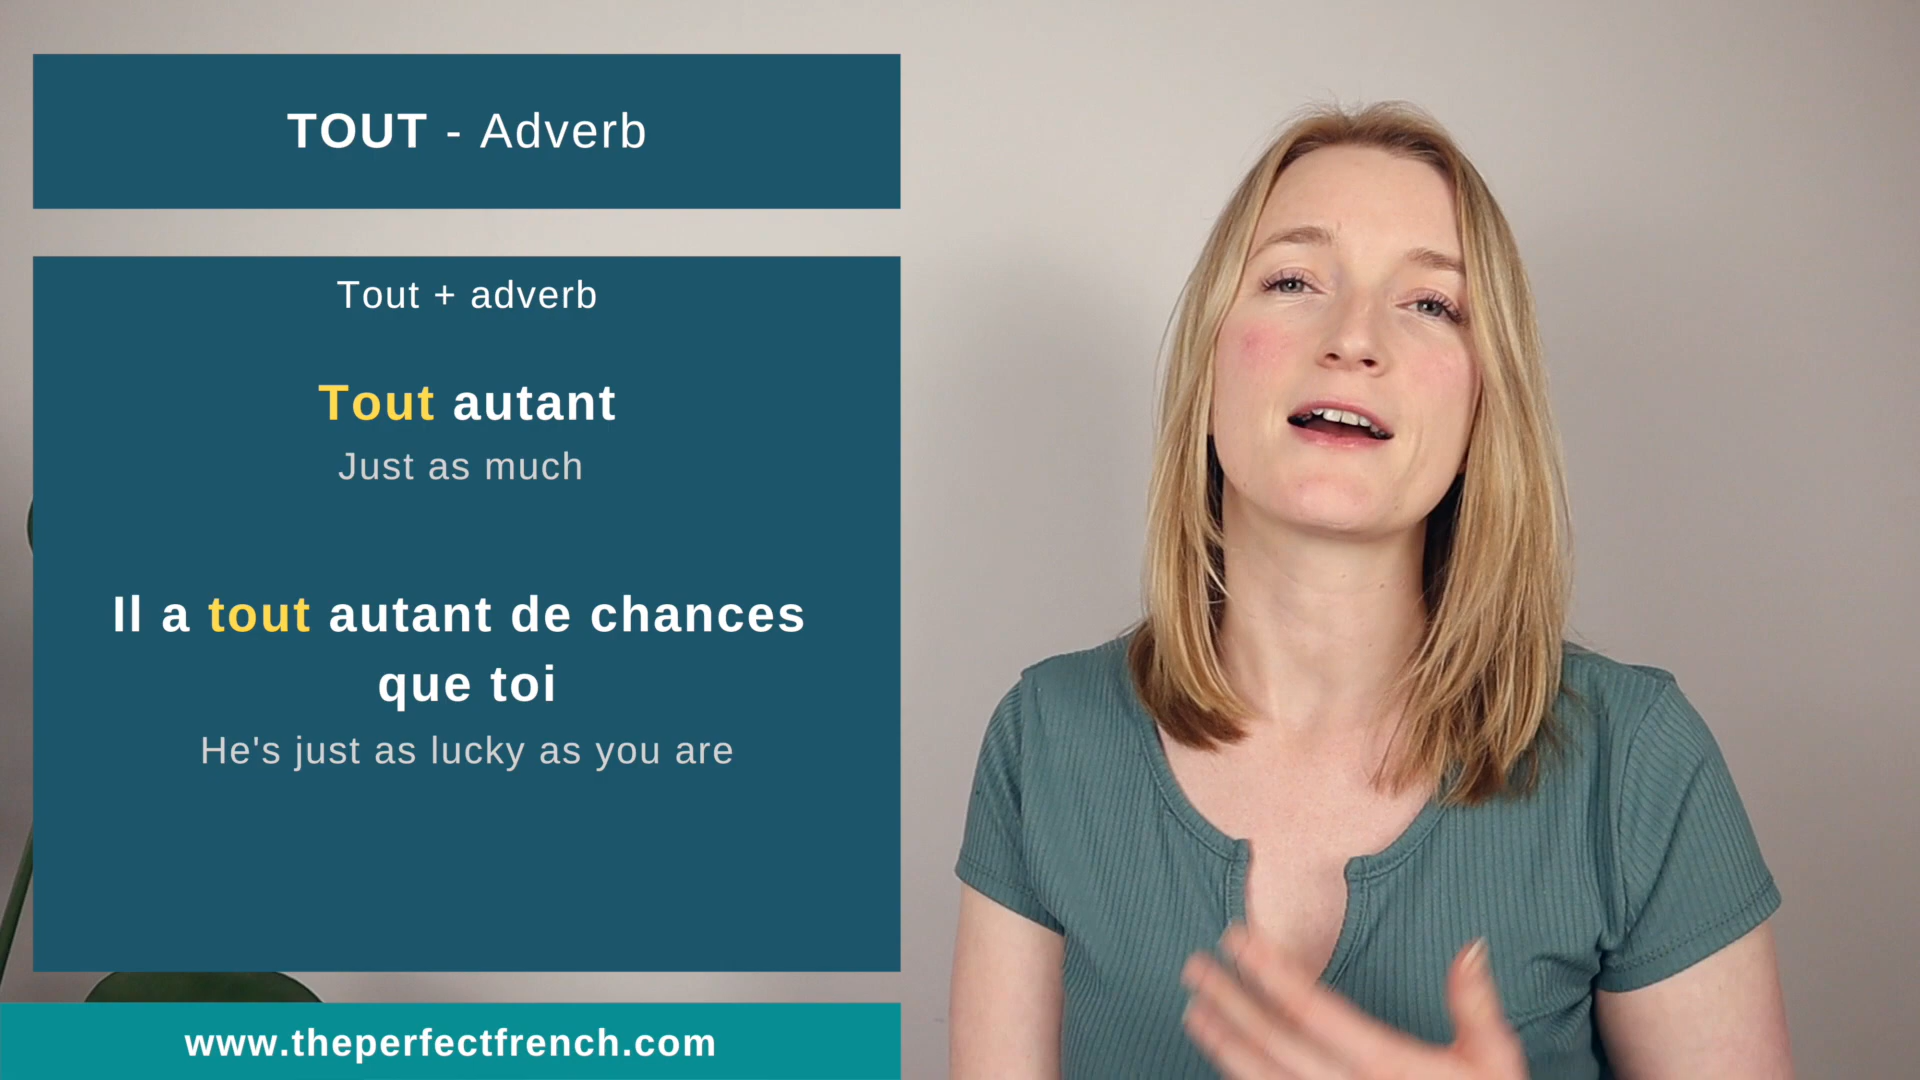 TOUT - Adverb
Tout + adverb
Tout autant
Just as much
Il a tout autant de chances
que toi
He's just as lucky as you are
www.theperfectfrench.com